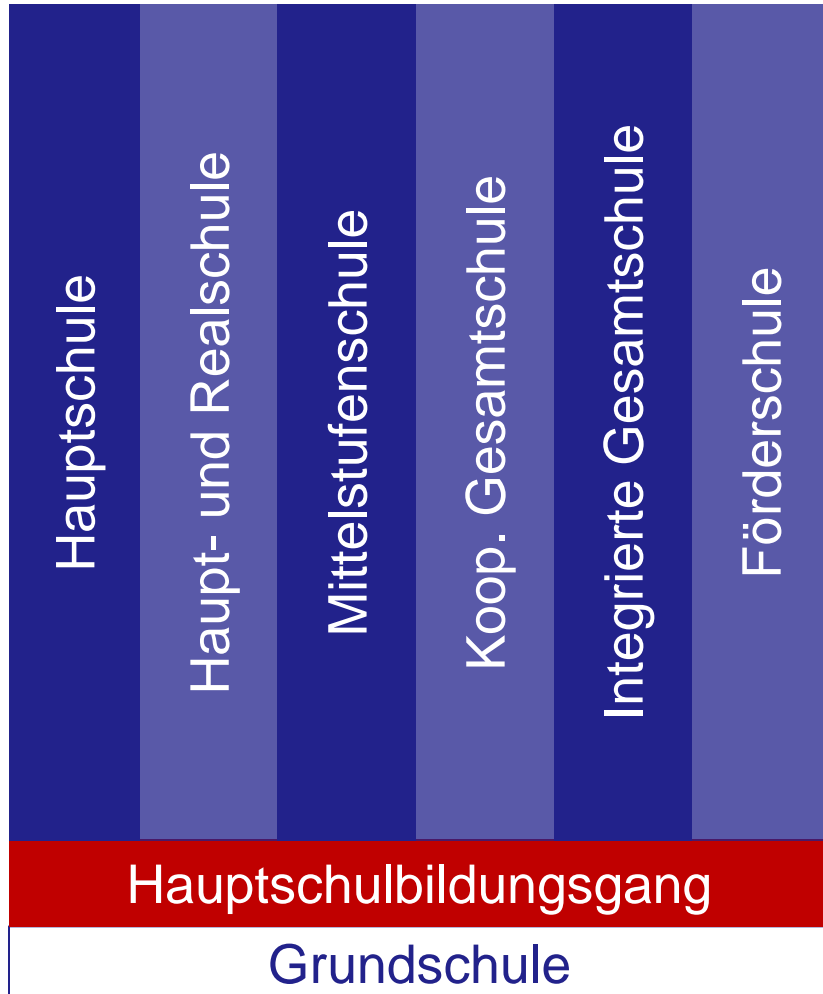 Hauptschule
Haupt- und Realschule
Mittelstufenschule
Koop. Gesamtschule
Integrierte Gesamtschule
Förderschule
Hauptschulbildungsgang
Grundschule